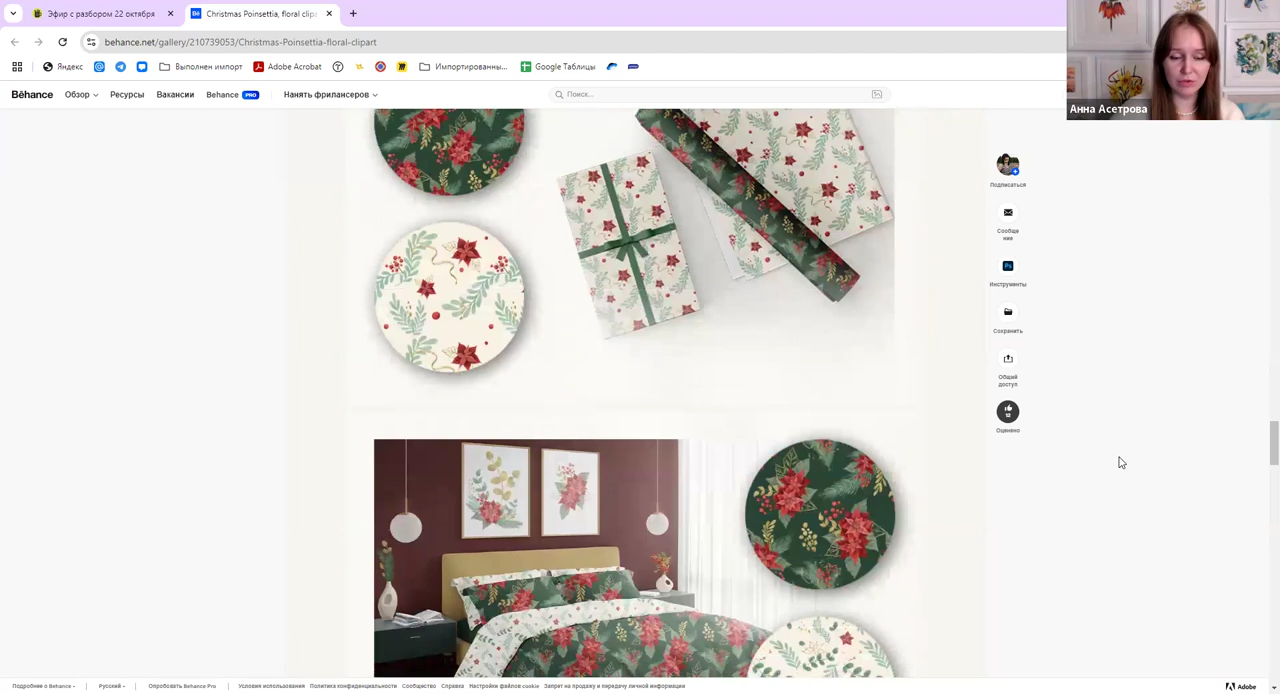 Эфир с разбором 22 октября
Christmas Poinsettia, floral clip
behance.net/gallery/210739053/Christmas-Poinsettia-floral-clipart
Яндекс
Выполнен импорт
Adobe Acrobat
Импортированны...
Google Таблицы
Анна Асетрова
Bēhance
Обзор
Ресурсы
Вакансии
Behance PRO
Нанять фрилансеров
Поиск...
Подписаться
Сообще
ние
Ps
Инструменты
Сохранить
Общий
доступ
12
Оценено
Подробнее о Behance
Русский
Опробовать Behance Pro
Условия использования
Политика конфиденциальности
Сообщество
Справка
Настройки файлов cookie
Запрет на продажу и передачу личной информации
Adobe